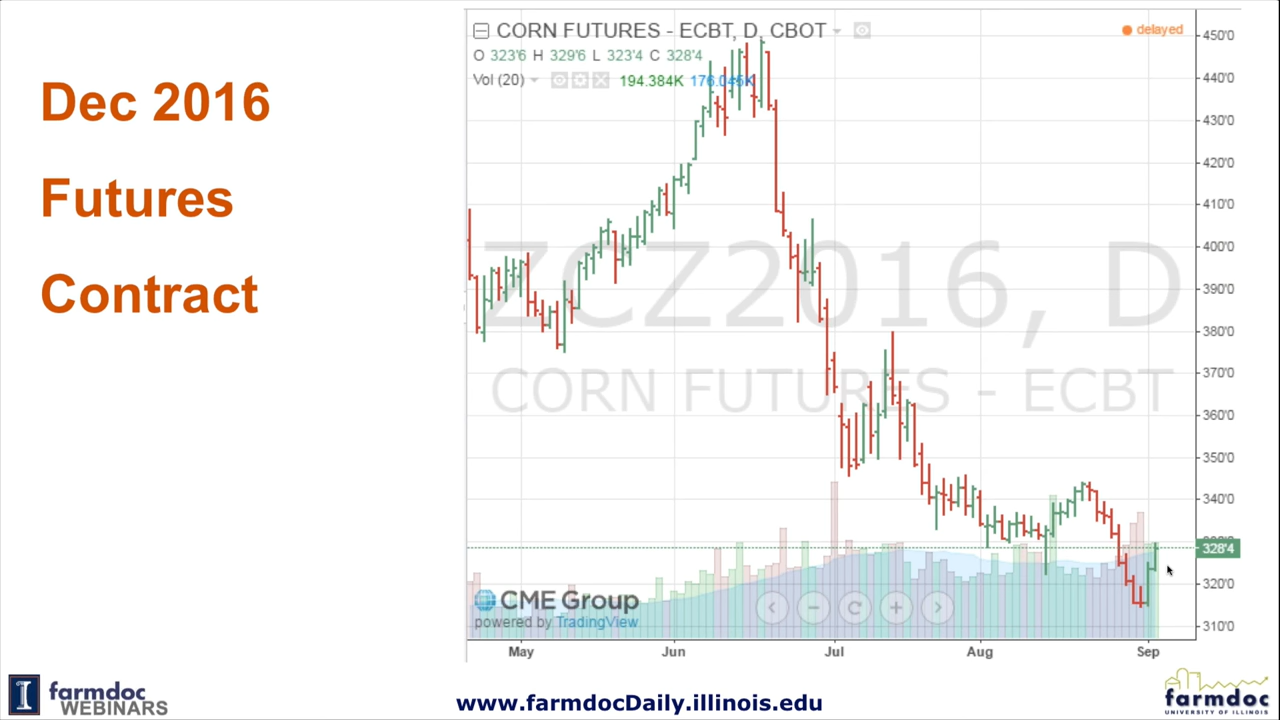 Dec 2016
Futures
Contract
CORN FUTURES - ECBT, D, CBOT
delayed
O 323'6 H 329'6 L 323'4 C 328'4
Vol (20) 194.384K
ZCZ2016, D
CORN FUTURES - ECBT
450'0
440'0
430'0
420'0
410'0
400'0
390'0
380'0
370'0
360'0
350'0
340'0
328'4
320'0
310'0
CME Group
powered by TradingView
May Jun Jul Aug Sep
I farmdoc
WEBINARS
www.farmdocDaily.illinois.edu
farmdoc
UNIVERSITY OF ILLINOIS